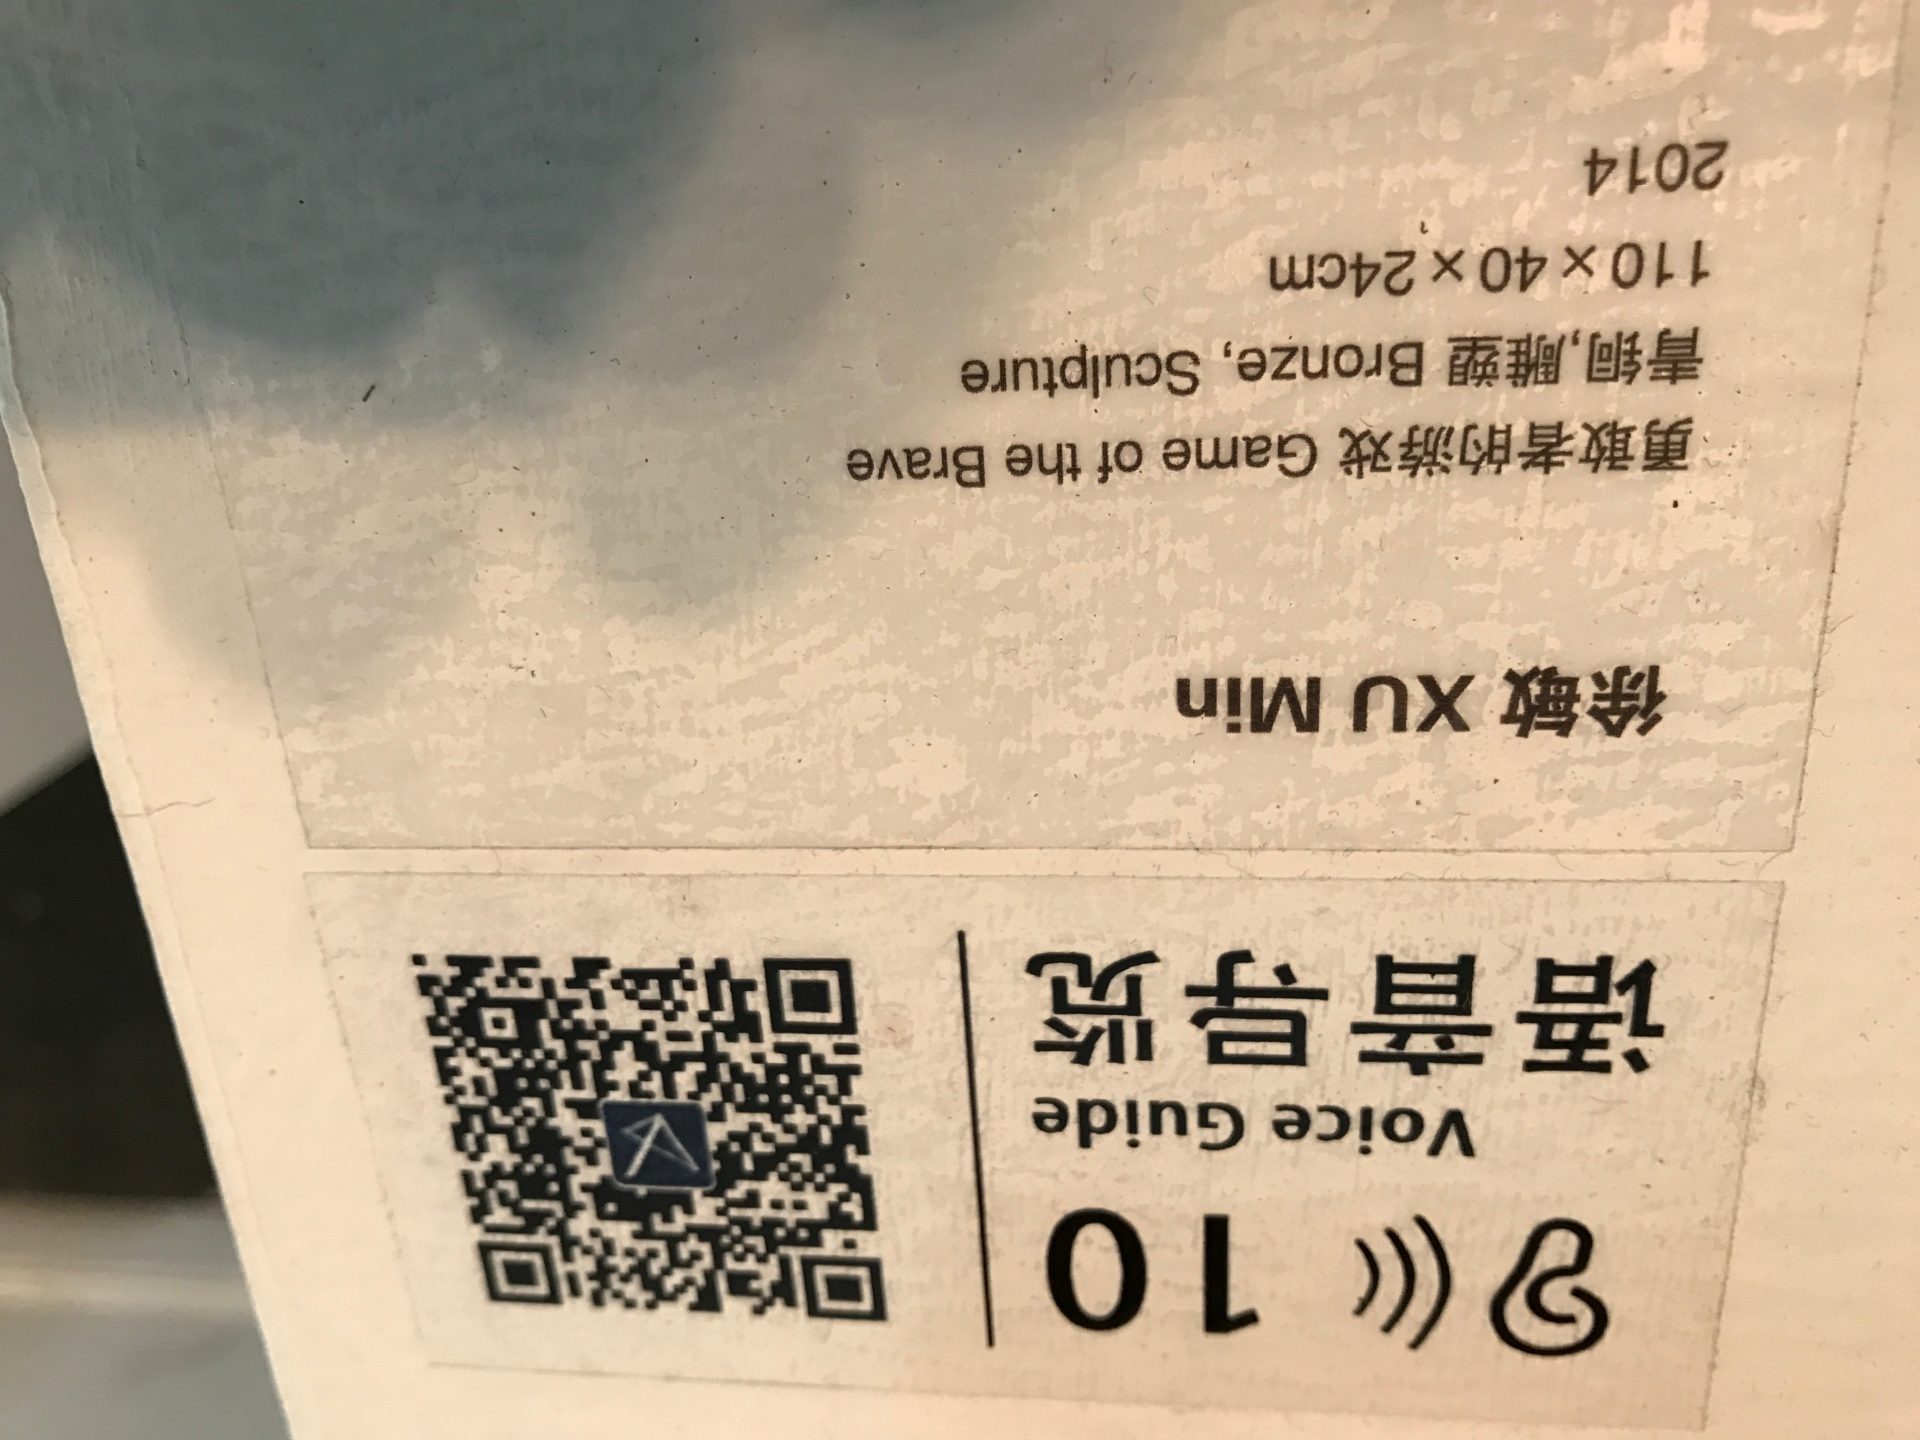 10
Voice Guide
语音导览
徐敏 XU Min
勇敢者的游戏 Game of the Brave
青铜,雕塑 Bronze, Sculpture
110×40×24cm
2014